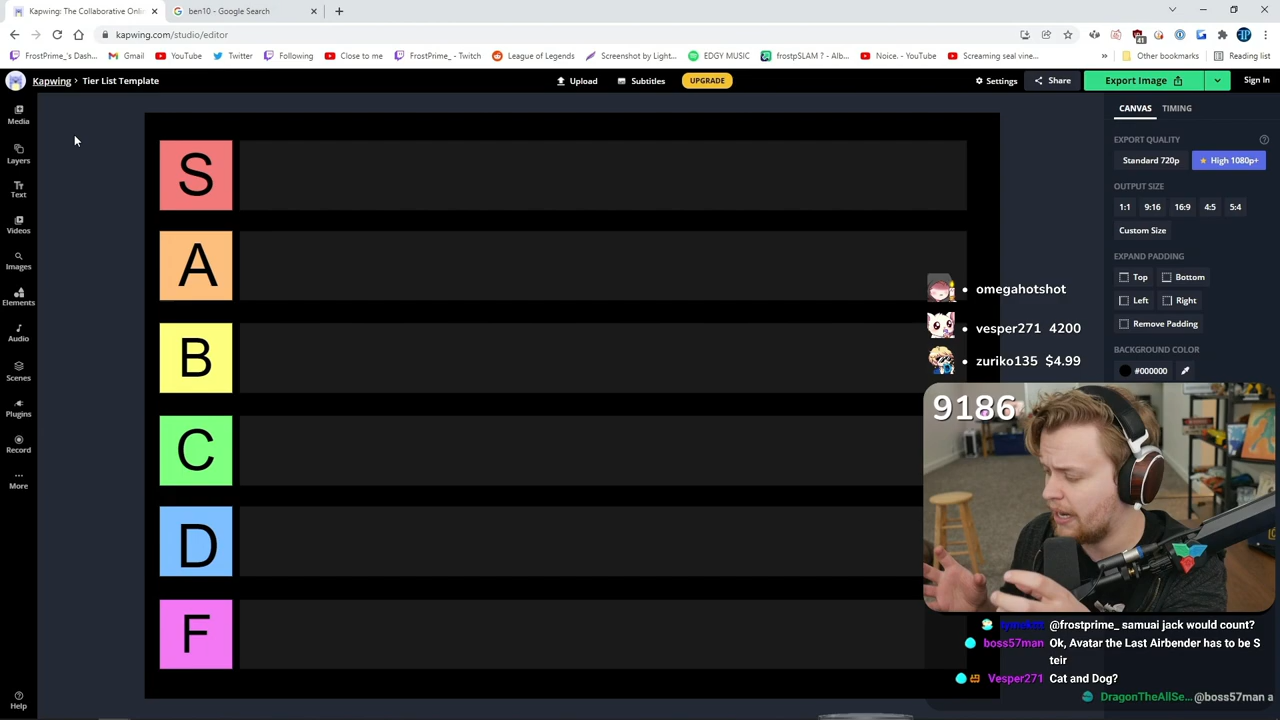 Kapwing: The Collaborative Onli
ben10 - Google Search
kapwing.com/studio/editor
41
FrostPrime_'s Dash...
Gmail
YouTube
Twitter
Following
Close to me
FrostPrime_ - Twitch
League of Legends
Screenshot by Light...
EDGY MUSIC
frostpSLAM ? - Alb...
Noice. - YouTube
Screaming seal vine...
Other bookmarks
Reading list
Kapwing > Tier List Template
Upload
Subtitles
UPGRADE
Settings
Share
Export Image
Sign In
Media
Layers
Text
Videos
Images
Elements
Audio
Scenes
Plugins
Record
More
Help
S
A
B
C
D
F
CANVAS
TIMING
EXPORT QUALITY
Standard 720p
High 1080p+
OUTPUT SIZE
1:1
9:16
16:9
4:5
5:4
Custom Size
EXPAND PADDING
Top
Bottom
Left
Right
Remove Padding
BACKGROUND COLOR
#000000
• omegahotshot
• vesper271 4200
• zuriko135 $4.99
9186
@frostprime_ samuai jack would count?
boss57man Ok, Avatar the Last Airbender has to be S
teir
Vesper271 Cat and Dog?
DragonTheAllSe... @boss57man a